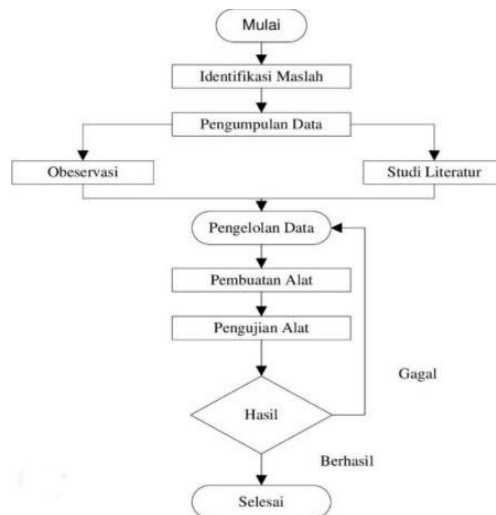 Mulai
Identifikasi Maslah
Pengumpulan Data
Obeservasi
Studi Literatur
Pengelolan Data
Pembuatan Alat
Pengujian Alat
Gagal
Hasil
Berhasil
Selesai